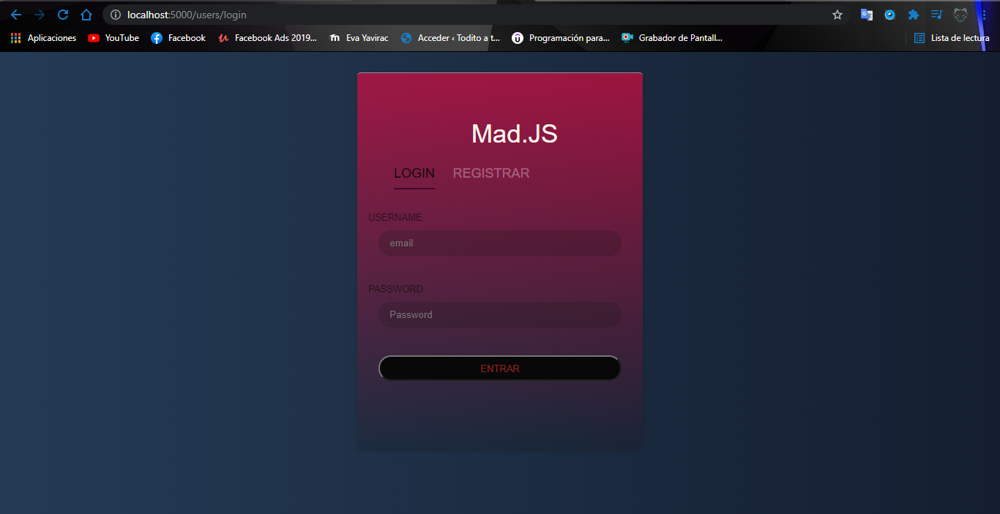 localhost:5000/users/login
Aplicaciones YouTube Facebook Facebook Ads 2019... Eva Yavirac Acceder ‹ Todito a t... Programación para... Grabador de Pantall... Lista de lectura
Mad.JS
LOGIN REGISTRAR
USERNAME
email
PASSWORD
Password
ENTRAR